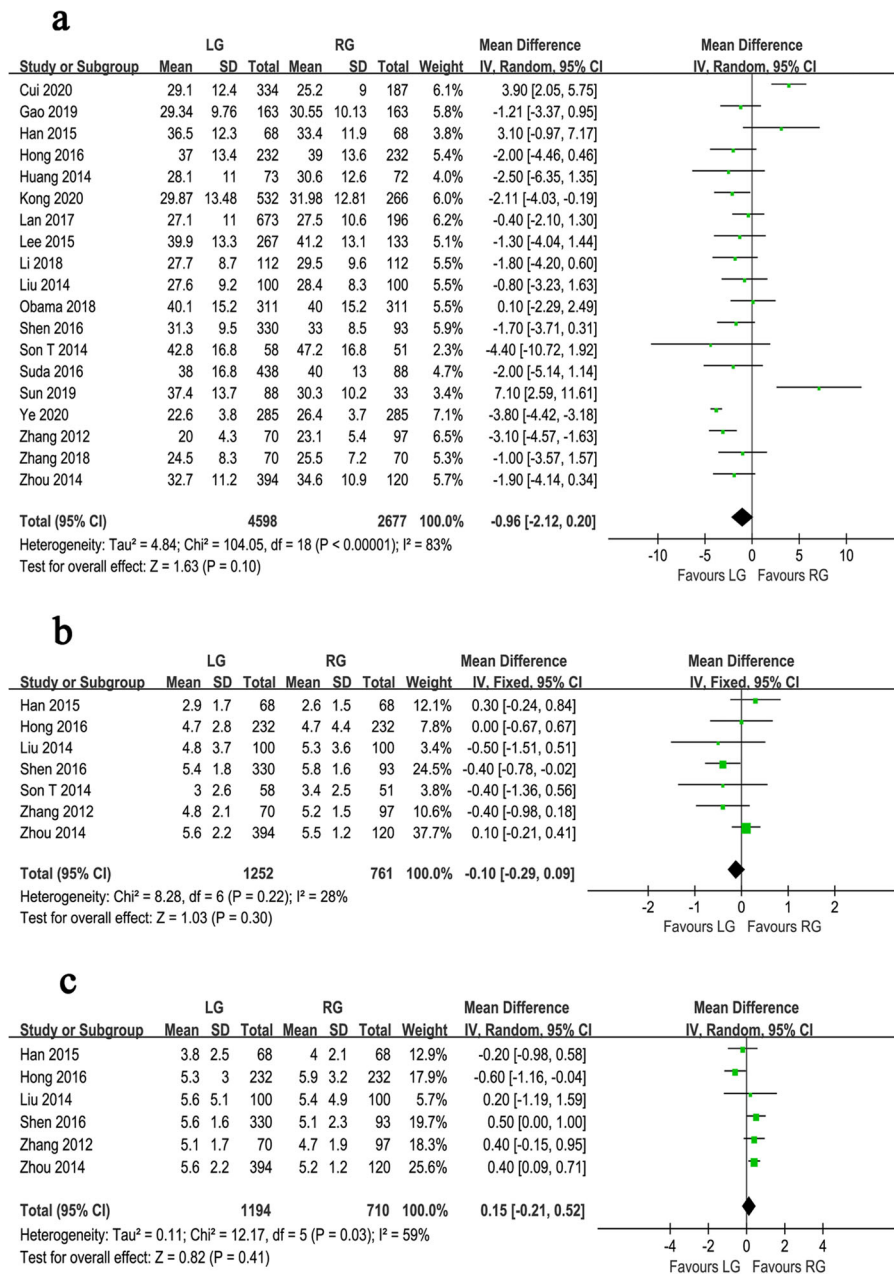 a
LG RG Mean Difference Mean Difference
Study or Subgroup Mean SD Total Mean SD Total Weight IV, Random, 95% CI IV, Random, 95% CI
Cui 2020 29.1 12.4 334 25.2 9 187 6.1% 3.90 [2.05, 5.75]
Gao 2019 29.34 9.76 163 30.55 10.13 163 5.8% -1.21 [-3.37, 0.95]
Han 2015 36.5 12.3 68 33.4 11.9 68 3.8% 3.10 [-0.97, 7.17]
Hong 2016 37 13.4 232 39 13.6 232 5.4% -2.00 [-4.46, 0.46]
Huang 2014 28.1 11 73 30.6 12.6 72 4.0% -2.50 [-6.35, 1.35]
Kong 2020 29.87 13.48 532 31.98 12.81 266 6.0% -2.11 [-4.03, -0.19]
Lan 2017 27.1 11 673 27.5 10.6 196 6.2% -0.40 [-2.10, 1.30]
Lee 2015 39.9 13.3 267 41.2 13.1 133 5.1% -1.30 [-4.04, 1.44]
Li 2018 27.7 8.7 112 29.5 9.6 112 5.5% -1.80 [-4.20, 0.60]
Liu 2014 27.6 9.2 100 28.4 8.3 100 5.5% -0.80 [-3.23, 1.63]
Obama 2018 40.1 15.2 311 40 15.2 311 5.5% 0.10 [-2.29, 2.49]
Shen 2016 31.3 9.5 330 33 8.5 93 5.9% -1.70 [-3.71, 0.31]
Son T 2014 42.8 16.8 58 47.2 16.8 51 2.3% -4.40 [-10.72, 1.92]
Suda 2016 38 16.8 438 40 13 88 4.7% -2.00 [-5.14, 1.14]
Sun 2019 37.4 13.7 88 30.3 10.2 33 3.4% 7.10 [2.59, 11.61]
Ye 2020 22.6 3.8 285 26.4 3.7 285 7.1% -3.80 [-4.42, -3.18]
Zhang 2012 20 4.3 70 23.1 5.4 97 6.5% -3.10 [-4.57, -1.63]
Zhang 2018 24.5 8.3 70 25.5 7.2 70 5.3% -1.00 [-3.57, 1.57]
Zhou 2014 32.7 11.2 394 34.6 10.9 120 5.7% -1.90 [-4.14, 0.34]
Total (95% CI) 4598 2677 100.0% -0.96 [-2.12, 0.20]
Heterogeneity: Tau² = 4.84; Chi² = 104.05, df = 18 (P < 0.00001); I² = 83%
Test for overall effect: Z = 1.63 (P = 0.10)
-10 -5 0 5 10
Favours LG Favours RG
b
LG RG Mean Difference Mean Difference
Study or Subgroup Mean SD Total Mean SD Total Weight IV, Fixed, 95% CI IV, Fixed, 95% CI
Han 2015 2.9 1.7 68 2.6 1.5 68 12.1% 0.30 [-0.24, 0.84]
Hong 2016 4.7 2.8 232 4.7 4.4 232 7.8% 0.00 [-0.67, 0.67]
Liu 2014 4.8 3.7 100 5.3 3.6 100 3.4% -0.50 [-1.51, 0.51]
Shen 2016 5.4 1.8 330 5.8 1.6 93 24.5% -0.40 [-0.78, -0.02]
Son T 2014 3 2.6 58 3.4 2.5 51 3.8% -0.40 [-1.36, 0.56]
Zhang 2012 4.8 2.1 70 5.2 1.5 97 10.6% -0.40 [-0.98, 0.18]
Zhou 2014 5.6 2.2 394 5.5 1.2 120 37.7% 0.10 [-0.21, 0.41]
Total (95% CI) 1252 761 100.0% -0.10 [-0.29, 0.09]
Heterogeneity: Chi² = 8.28, df = 6 (P = 0.22); I² = 28%
Test for overall effect: Z = 1.03 (P = 0.30)
-2 -1 0 1 2
Favours LG Favours RG
c
LG RG Mean Difference Mean Difference
Study or Subgroup Mean SD Total Mean SD Total Weight IV, Random, 95% CI IV, Random, 95% CI
Han 2015 3.8 2.5 68 4 2.1 68 12.9% -0.20 [-0.98, 0.58]
Hong 2016 5.3 3 232 5.9 3.2 232 17.9% -0.60 [-1.16, -0.04]
Liu 2014 5.6 5.1 100 5.4 4.9 100 5.7% 0.20 [-1.19, 1.59]
Shen 2016 5.6 1.6 330 5.1 2.3 93 19.7% 0.50 [0.00, 1.00]
Zhang 2012 5.1 1.7 70 4.7 1.9 97 18.3% 0.40 [-0.15, 0.95]
Zhou 2014 5.6 2.2 394 5.2 1.2 120 25.6% 0.40 [0.09, 0.71]
Total (95% CI) 1194 710 100.0% 0.15 [-0.21, 0.52]
Heterogeneity: Tau² = 0.11; Chi² = 12.17, df = 5 (P = 0.03); I² = 59%
Test for overall effect: Z = 0.82 (P = 0.41)
-4 -2 0 2 4
Favours LG Favours RG